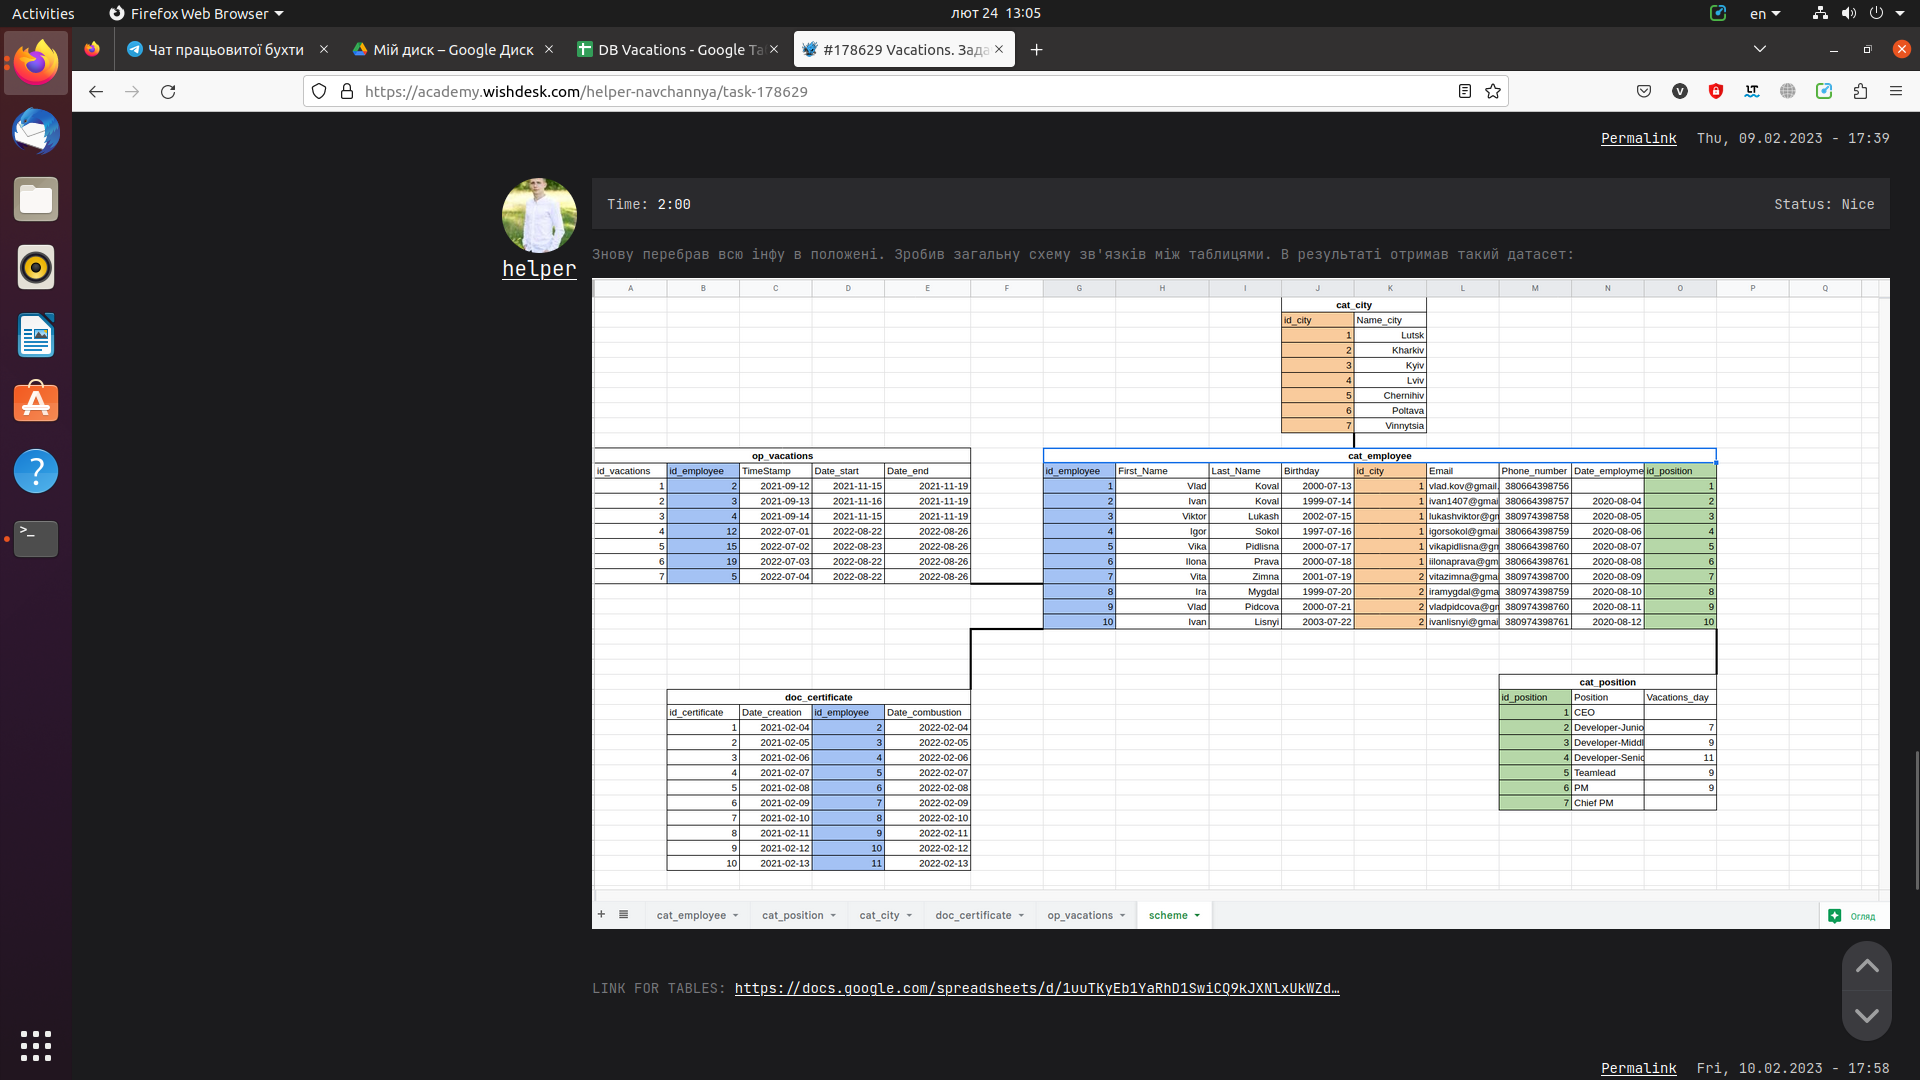 Activities Firefox Web Browser лют 24 13:05 en
Чат працьовитої бухти × Мій диск – Google Диск × DB Vacations - Google Та × #178629 Vacations. Зада × +
https://academy.wishdesk.com/helper-navchannya/task-178629
Permalink Thu, 09.02.2023 - 17:39
Time: 2:00 Status: Nice
helper
Знову перебрав всю інфу в положені. Зробив загальну схему зв'язків між таблицями. В результаті отримав такий датасет:
A B C D E F G H I J K L M N O P Q
cat_city
id_city Name_city
1 Lutsk
2 Kharkiv
3 Kyiv
4 Lviv
5 Chernihiv
6 Poltava
7 Vinnytsia
op_vacations
id_vacations id_employee TimeStamp Date_start Date_end
1 2 2021-09-12 2021-11-15 2021-11-19
2 3 2021-09-13 2021-11-16 2021-11-19
3 4 2021-09-14 2021-11-15 2021-11-19
4 12 2022-07-01 2022-08-22 2022-08-26
5 15 2022-07-02 2022-08-23 2022-08-26
6 19 2022-07-03 2022-08-22 2022-08-26
7 5 2022-07-04 2022-08-22 2022-08-26
cat_employee
id_employee First_Name Last_Name Birthday id_city Email Phone_number Date_employme id_position
1 Vlad Koval 2000-07-13 1 vlad.kov@gmail. 380664398756 1
2 Ivan Koval 1999-07-14 1 ivan1407@gmai 380664398757 2020-08-04 2
3 Viktor Lukash 2002-07-15 1 lukashviktor@gr 380974398758 2020-08-05 3
4 Igor Sokol 1997-07-16 1 igorsokol@gmai 380664398759 2020-08-06 4
5 Vika Pidlisna 2000-07-17 1 vikapidlisna@gm 380664398760 2020-08-07 5
6 Ilona Prava 2000-07-18 1 iilonaprava@gm 380664398761 2020-08-08 6
7 Vita Zimna 2001-07-19 2 vitazimna@gma 380974398700 2020-08-09 7
8 Ira Mygdal 1999-07-20 2 iramygdal@gma 380974398759 2020-08-10 8
9 Vlad Pidcova 2000-07-21 2 vladpidcova@gr 380974398760 2020-08-11 9
10 Ivan Lisnyi 2003-07-22 2 ivanlisnyi@gmai 380974398761 2020-08-12 10
doc_certificate
id_certificate Date_creation id_employee Date_combustion
1 2021-02-04 2 2022-02-04
2 2021-02-05 3 2022-02-05
3 2021-02-06 4 2022-02-06
4 2021-02-07 5 2022-02-07
5 2021-02-08 6 2022-02-08
6 2021-02-09 7 2022-02-09
7 2021-02-10 8 2022-02-10
8 2021-02-11 9 2022-02-11
9 2021-02-12 10 2022-02-12
10 2021-02-13 11 2022-02-13
cat_position
id_position Position Vacations_day
1 CEO
2 Developer-Junio 7
3 Developer-Middl 9
4 Developer-Senic 11
5 Teamlead 9
6 PM 9
7 Chief PM
+ cat_employee cat_position cat_city doc_certificate op_vacations scheme Огляд
LINK FOR TABLES: https://docs.google.com/spreadsheets/d/1uuTKyEb1YaRhD1SwiCQ9kJXNlxUkWZd…
Permalink Fri, 10.02.2023 - 17:58